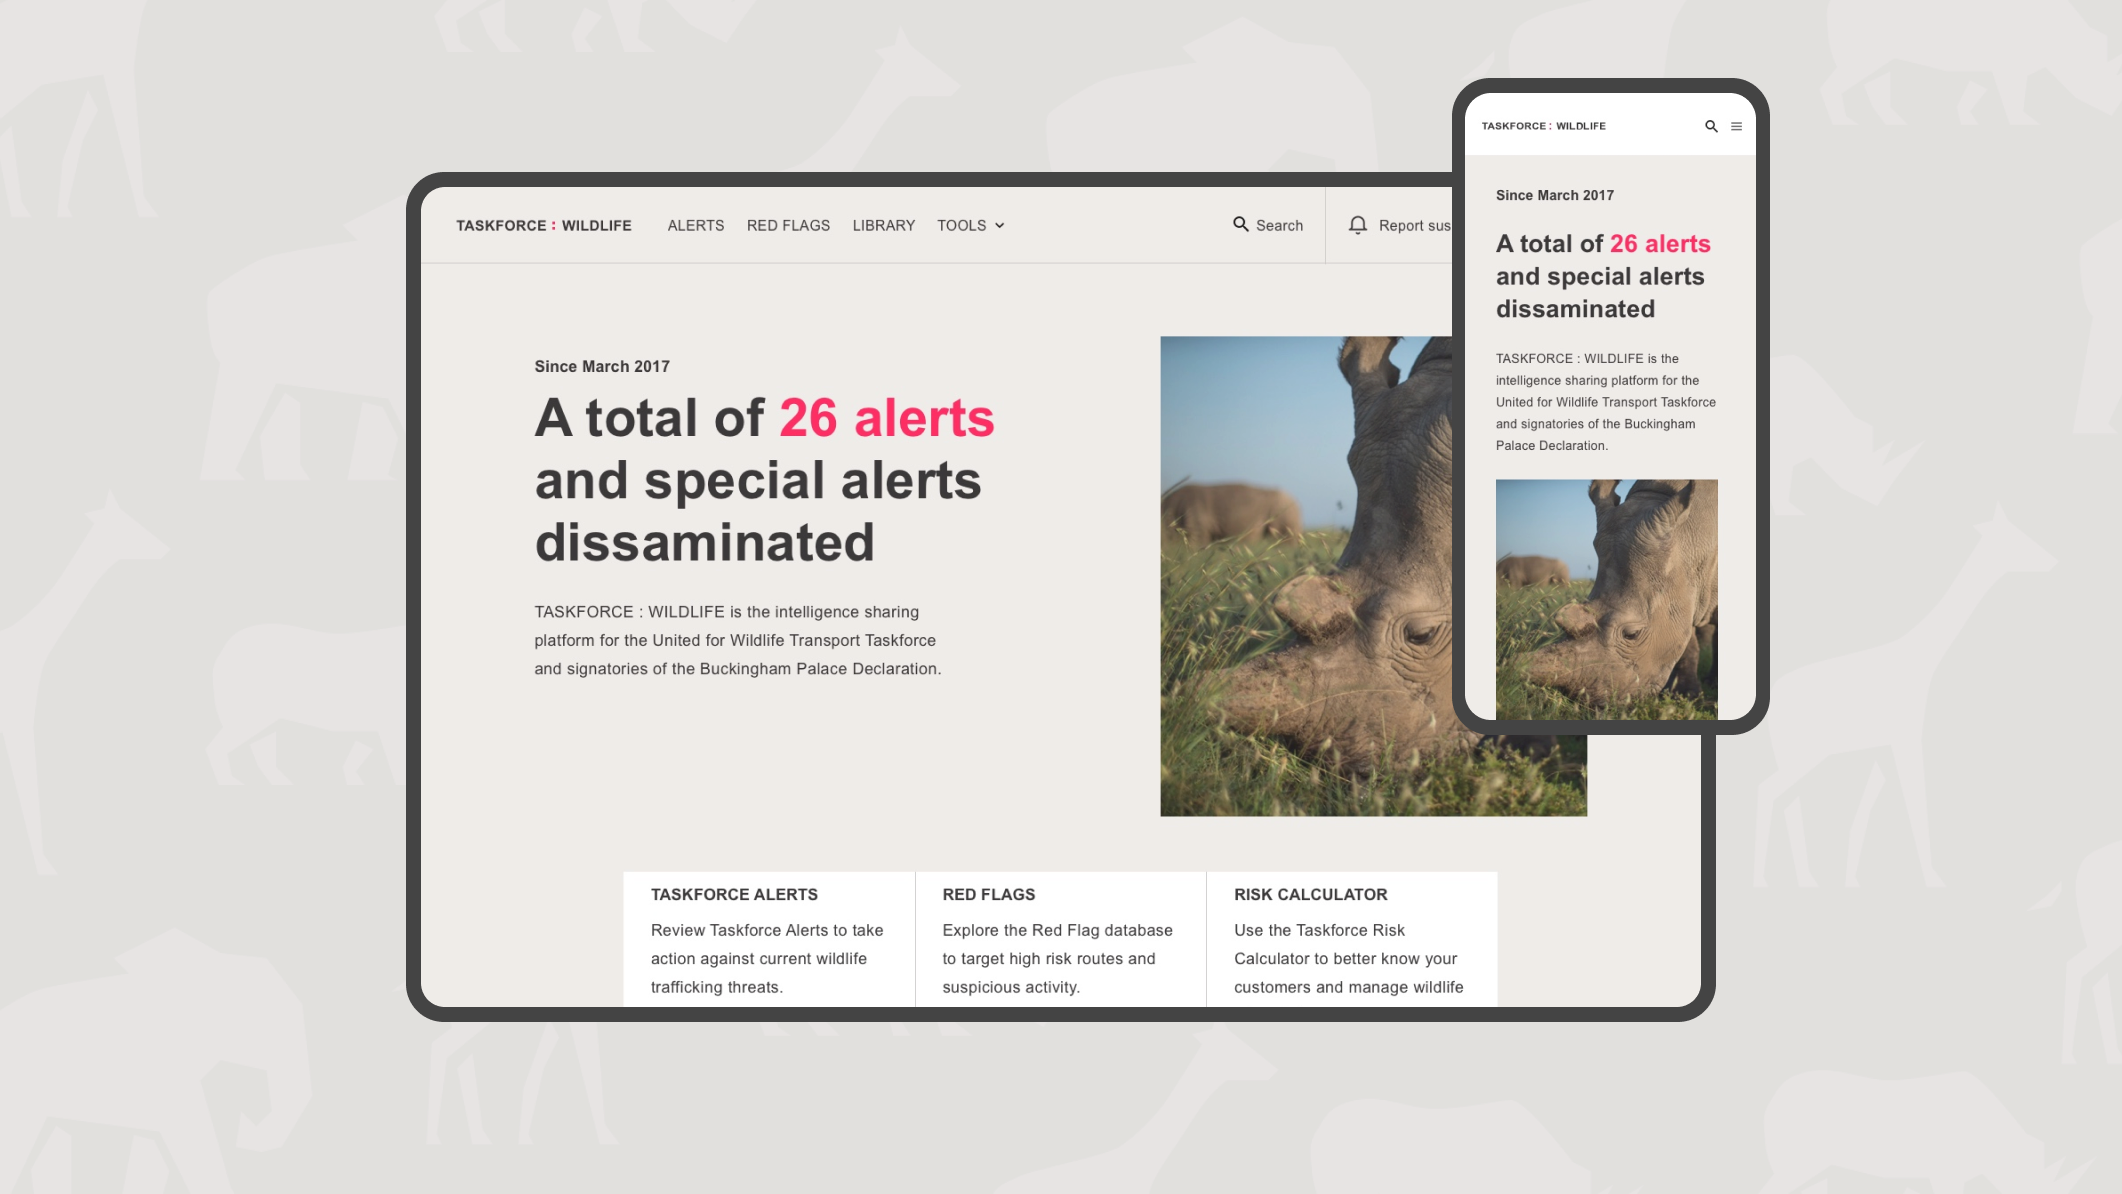 TASKFORCE : WILDLIFE
ALERTS
RED FLAGS
LIBRARY
TOOLS
Search
Report sus
Since March 2017
A total of 26 alerts
and special alerts
dissaminated
TASKFORCE : WILDLIFE is the intelligence sharing
platform for the United for Wildlife Transport Taskforce
and signatories of the Buckingham Palace Declaration.
TASKFORCE ALERTS
Review Taskforce Alerts to take
action against current wildlife
trafficking threats.
RED FLAGS
Explore the Red Flag database
to target high risk routes and
suspicious activity.
RISK CALCULATOR
Use the Taskforce Risk
Calculator to better know your
customers and manage wildlife
TASKFORCE : WILDLIFE
Since March 2017
A total of 26 alerts
and special alerts
dissaminated
TASKFORCE : WILDLIFE is the
intelligence sharing platform for the
United for Wildlife Transport Taskforce
and signatories of the Buckingham
Palace Declaration.